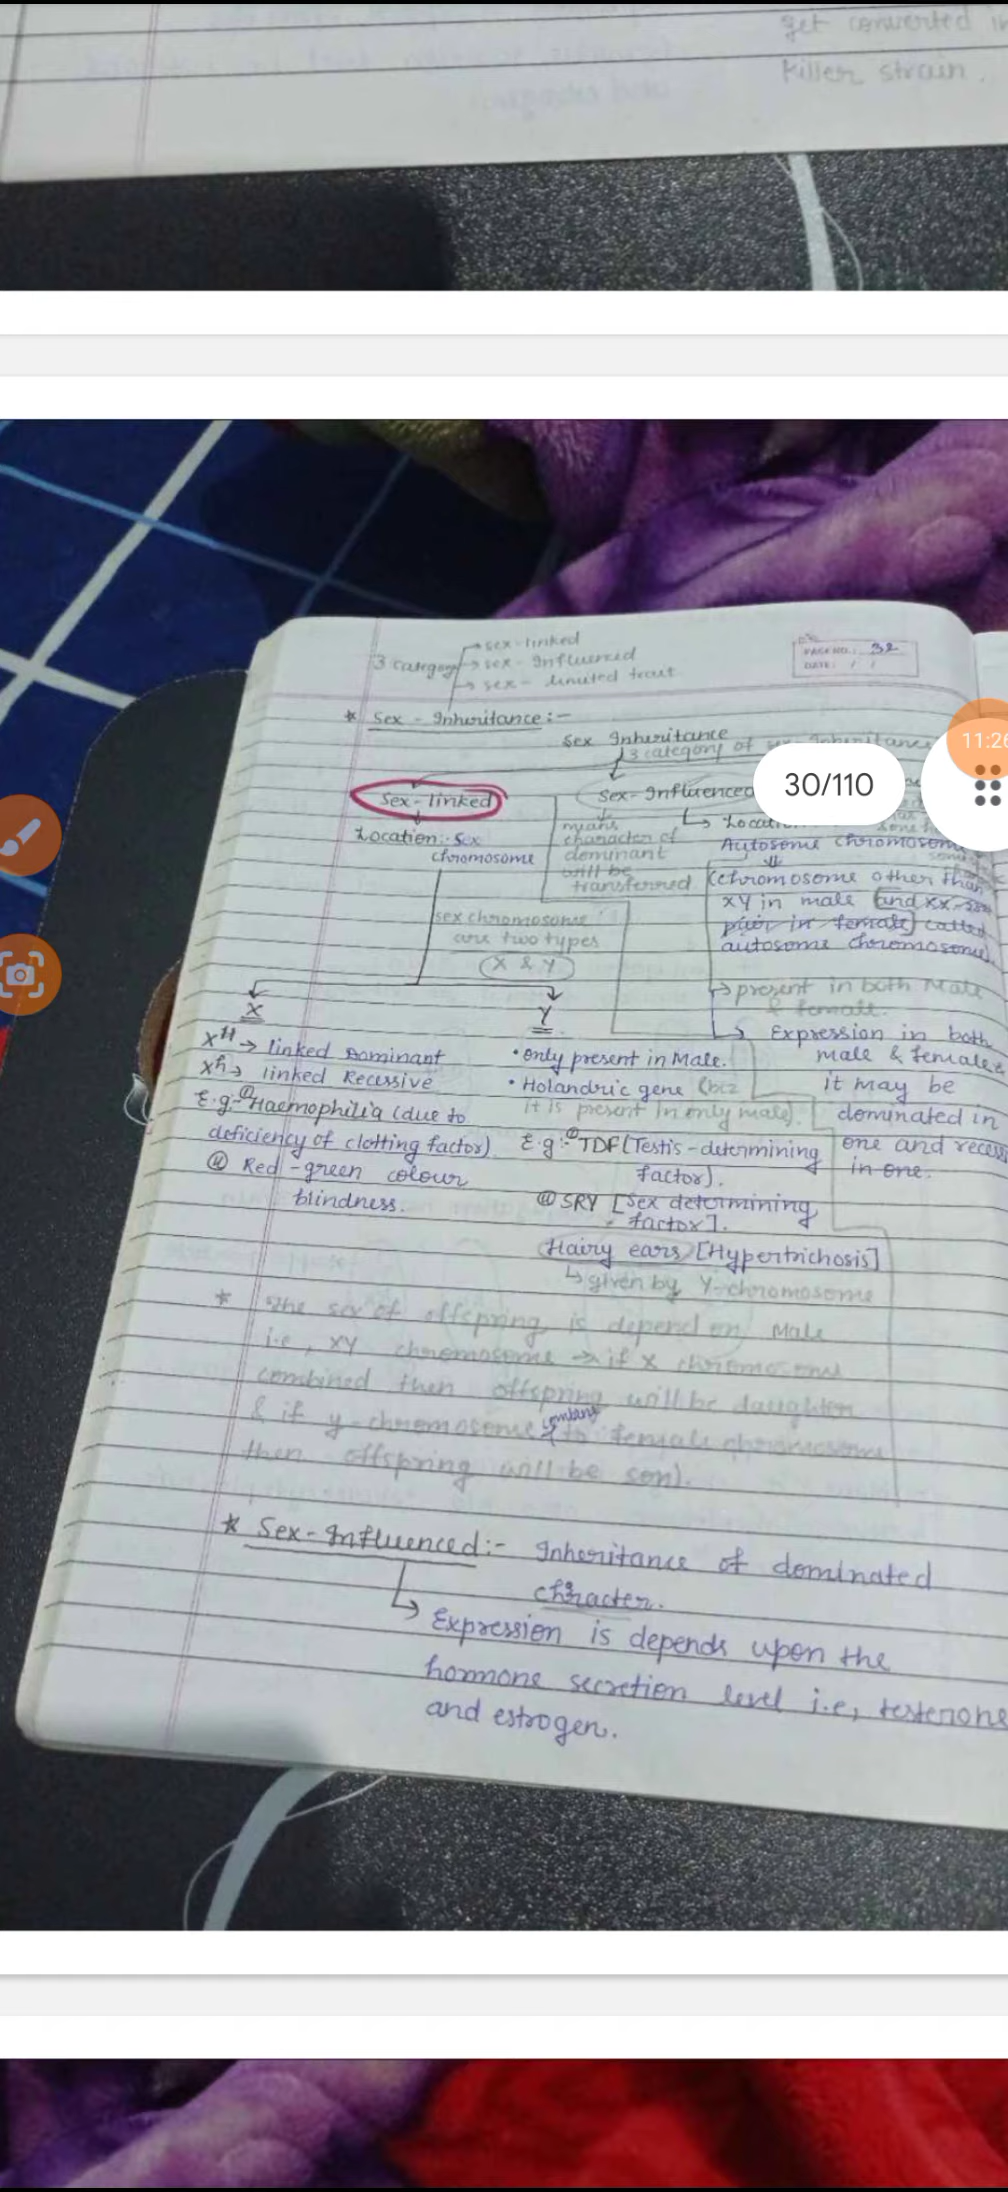 get converted in
killer strain.
3 category → sex-linked
→ sex-Influenced
→ sex-limited trait
PAGE NO.: 32
DATE: / /
* Sex-Inheritance:-
Sex Inheritance
3 category of sex Inheritance
11:26
30/110
Sex-linked
Location:- Sex
chromosome
sex chromosome
are two types
X & Y
X
X^H → linked Dominant
X^h → linked Recessive
E.g:- ① Haemophilia (due to
deficiency of clotting factor)
② Red-green colour
blindness.
Y
• Only present in Male.
• Holandric gene (bcz
it is present in only male).
E.g:- ① TDF (Testis-determining
factor).
② SRY [Sex determining
factor].
Hairy ears [Hypertrichosis]
↳ given by Y-chromosome
Sex-Influenced
means
character of
dominant
will be
transferred
Autosome chromosome
(chromosome other than
xy in male and xx
pair in female) called
autosome chromosome
→ present in both Male
& female.
→ Expression in both
male & female
it may be
dominated in
one and recess
in one.
* The sex of offspring is depend on Male
i.e, XY chromosome → if X chromosome
combined then offspring will be daughter
& if y-chromosome to female chromosome
then offspring will be son).
* Sex-Influenced:- Inheritance of dominated
chracter.
↳ Expression is depends upon the
hormone secretion level i.e, testerone
and estrogen.